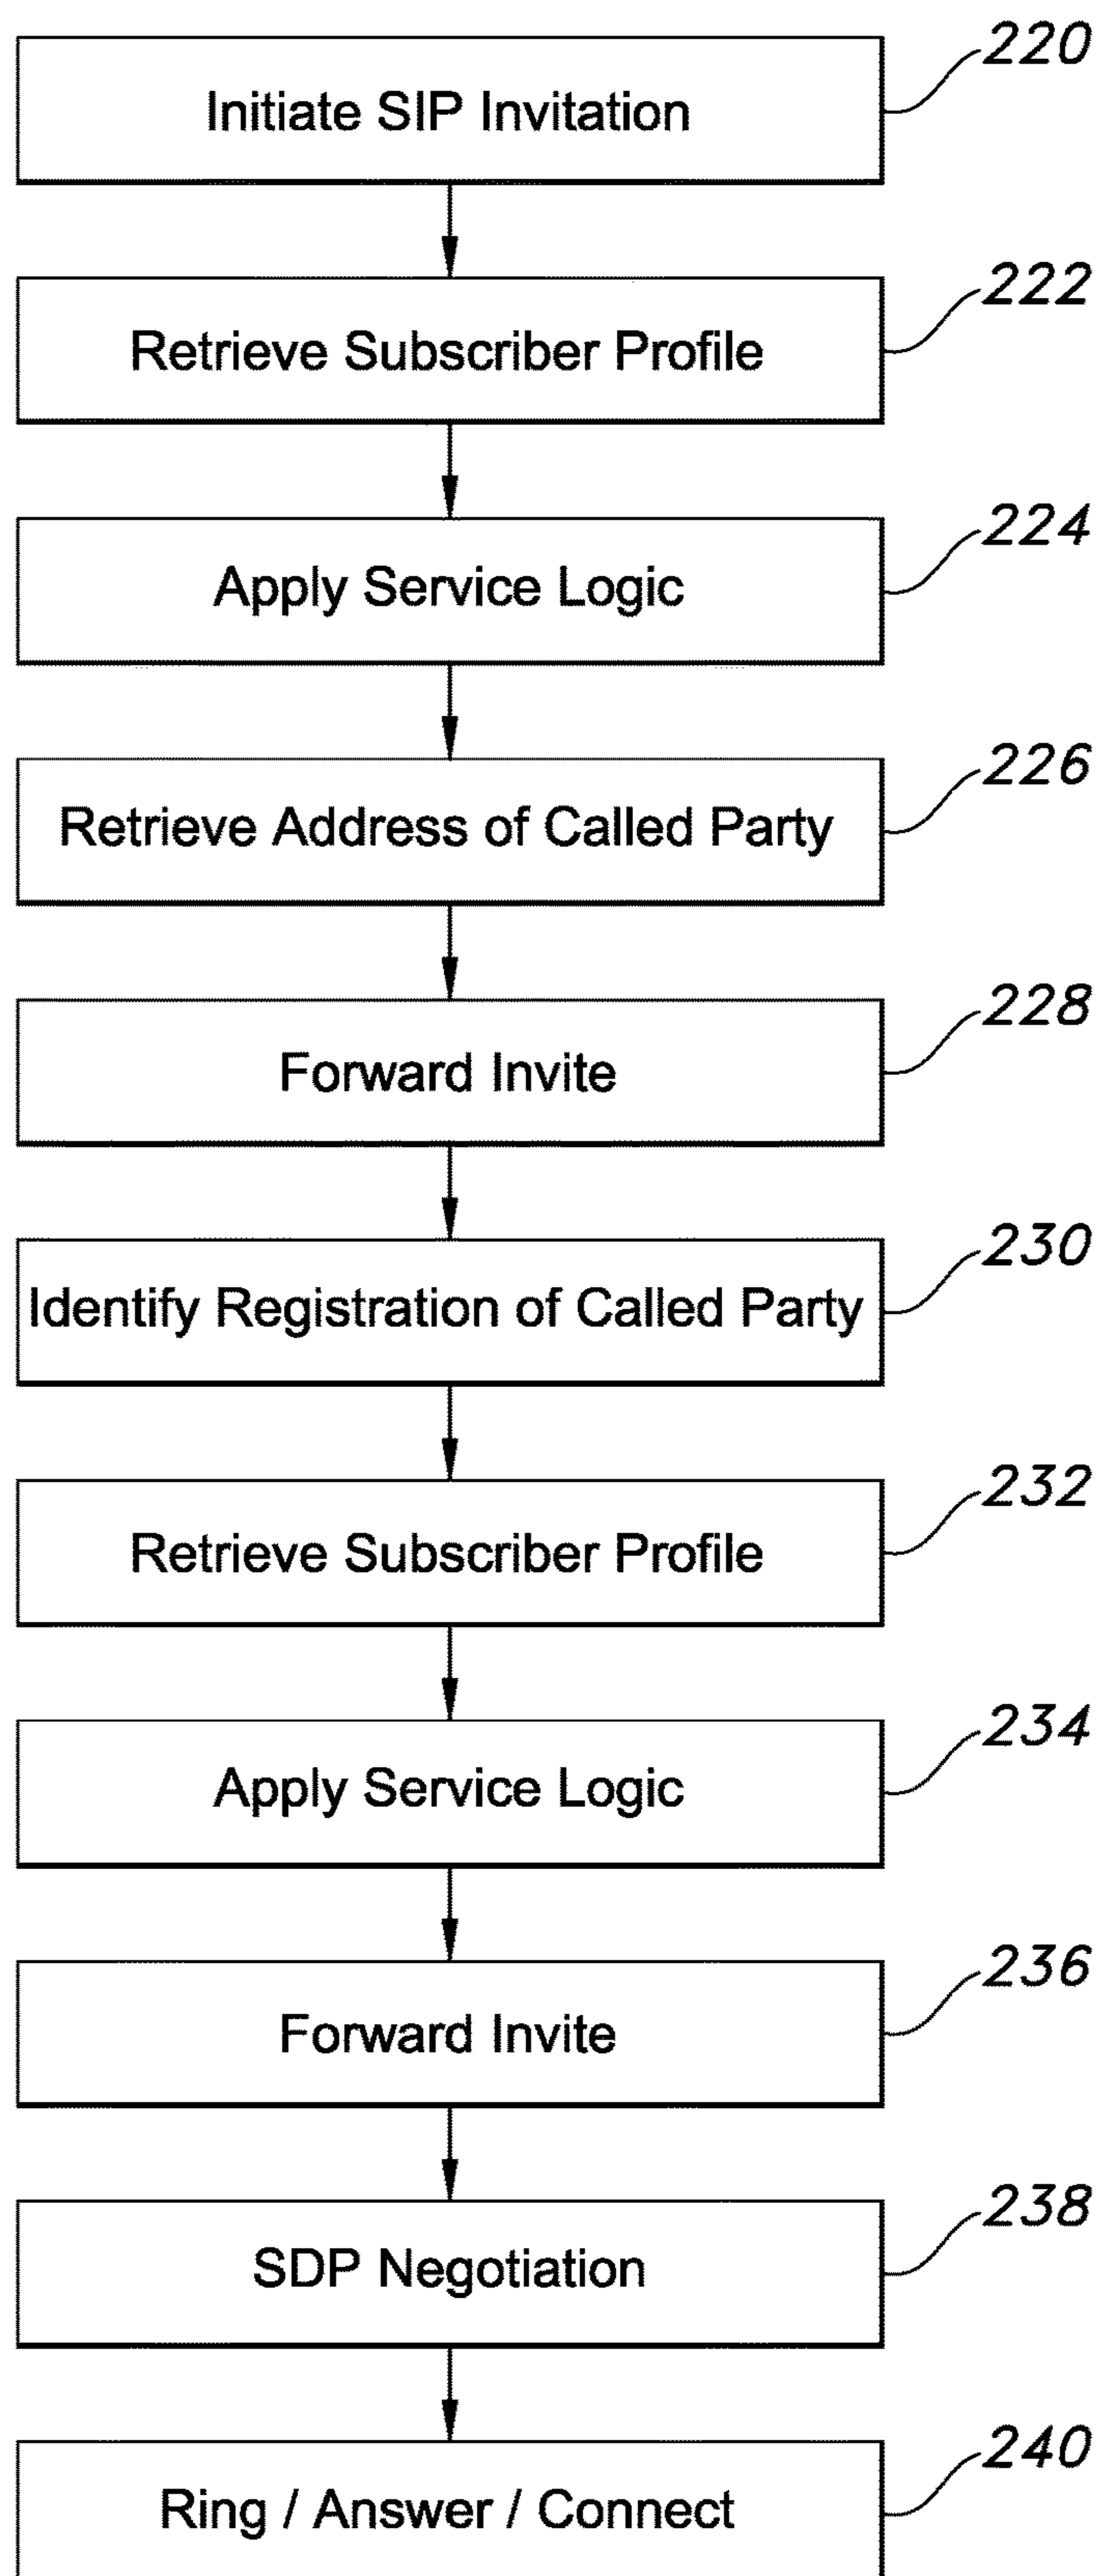 220
Initiate SIP Invitation
222
Retrieve Subscriber Profile
224
Apply Service Logic
226
Retrieve Address of Called Party
228
Forward Invite
230
Identify Registration of Called Party
232
Retrieve Subscriber Profile
234
Apply Service Logic
236
Forward Invite
238
SDP Negotiation
240
Ring / Answer / Connect